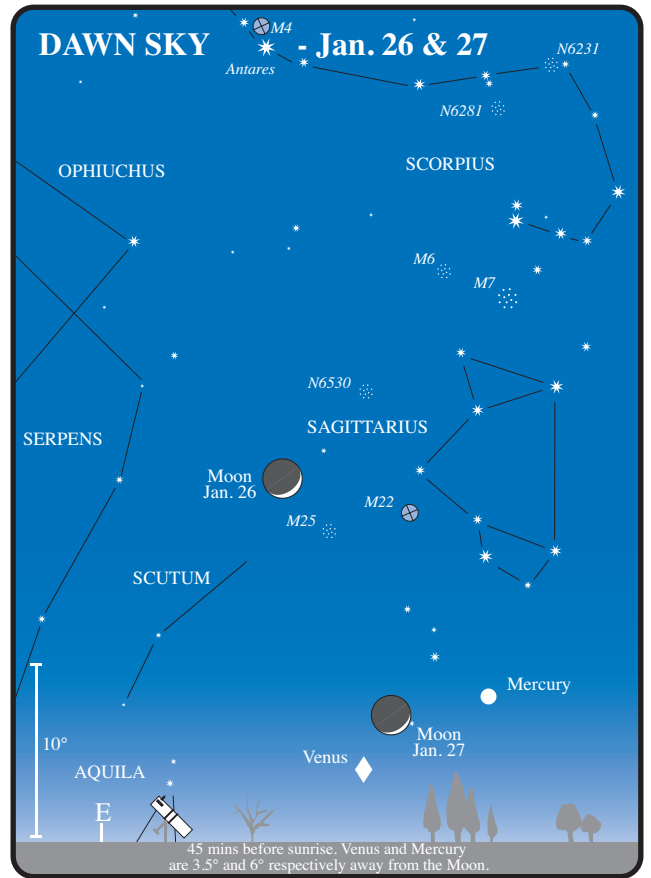 DAWN SKY - Jan. 26 & 27
M4
Antares
N6231
N6281
OPHIUCHUS
SCORPIUS
M6
M7
N6530
SAGITTARIUS
SERPENS
Moon
Jan. 26
M22
M25
SCUTUM
Mercury
Moon
Jan. 27
10°
Venus
AQUILA
E
45 mins before sunrise. Venus and Mercury
are 3.5° and 6° respectively away from the Moon.